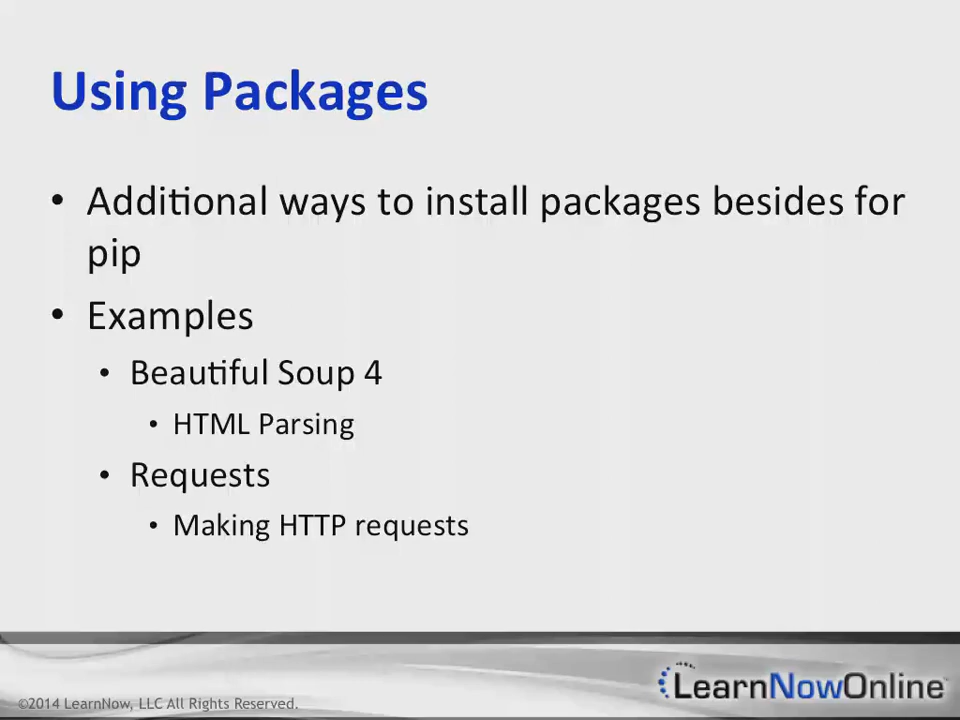 Using Packages
• Additional ways to install packages besides for
pip
• Examples
• Beautiful Soup 4
• HTML Parsing
• Requests
• Making HTTP requests
©2014 LearnNow, LLC All Rights Reserved.
LearnNowOnline